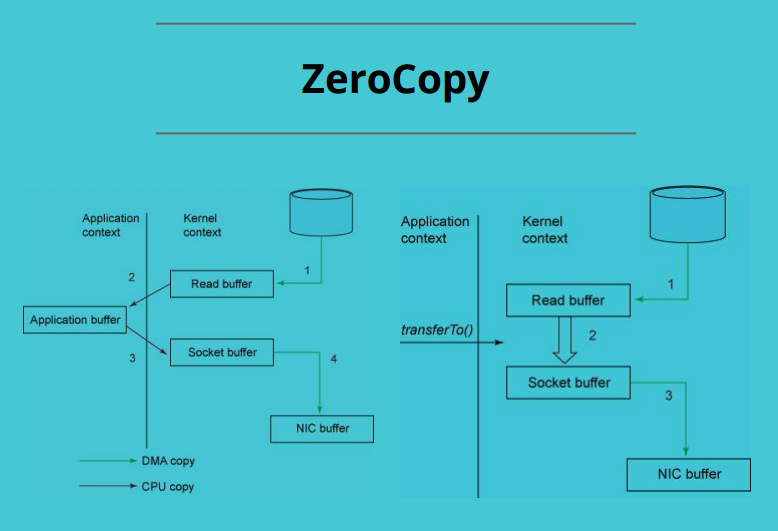 ZeroCopy
Application
context
Kernel
context
1
2
Read buffer
Application buffer
3
Socket buffer
4
NIC buffer
DMA copy
CPU copy
Application
context
Kernel
context
1
Read buffer
transferTo()
2
Socket buffer
3
NIC buffer